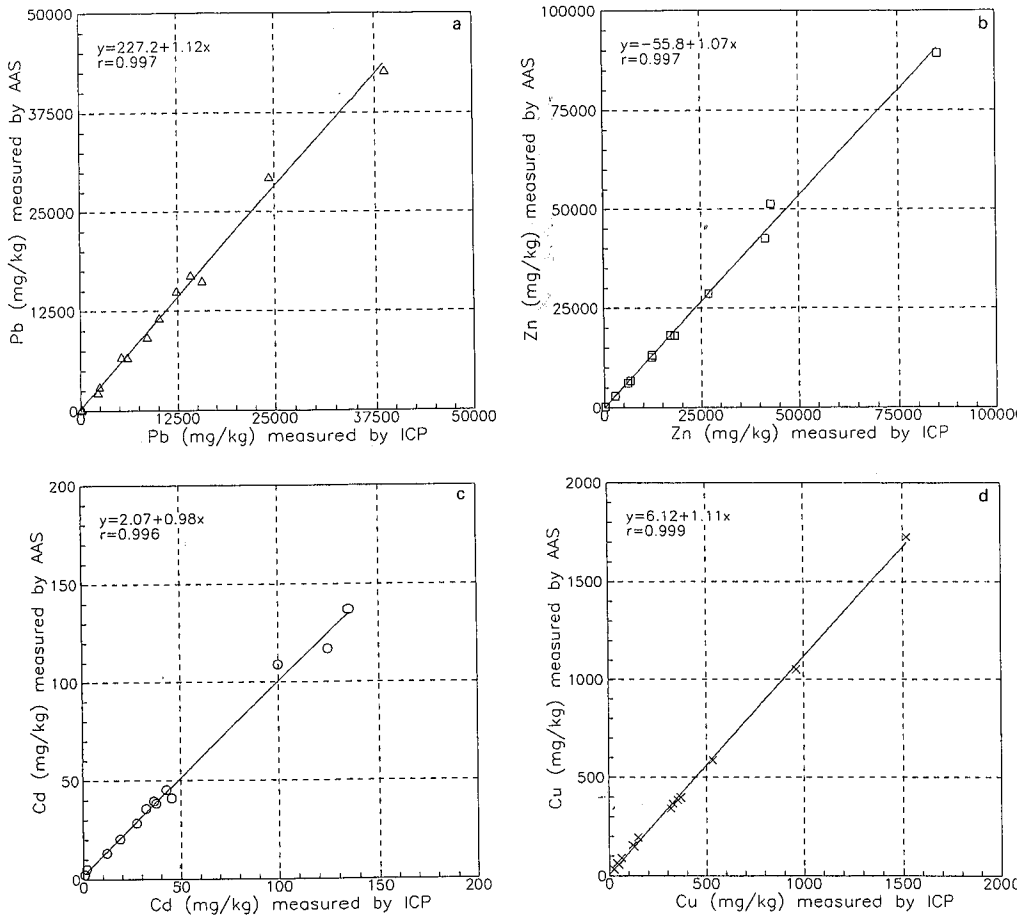 a
y=227.2+1.12x
r=0.997
Pb (mg/kg) measured by AAS
50000
37500
25000
12500
0
0
12500
25000
37500
50000
Pb (mg/kg) measured by ICP
b
y=-55.8+1.07x
r=0.997
Zn (mg/kg) measured by AAS
100000
75000
50000
25000
0
0
25000
50000
75000
100000
Zn (mg/kg) measured by ICP
c
y=2.07+0.98x
r=0.996
Cd (mg/kg) measured by AAS
200
150
100
50
0
0
50
100
150
200
Cd (mg/kg) measured by ICP
d
y=6.12+1.11x
r=0.999
Cu (mg/kg) measured by AAS
2000
1500
1000
500
0
0
500
1000
1500
2000
Cu (mg/kg) measured by ICP